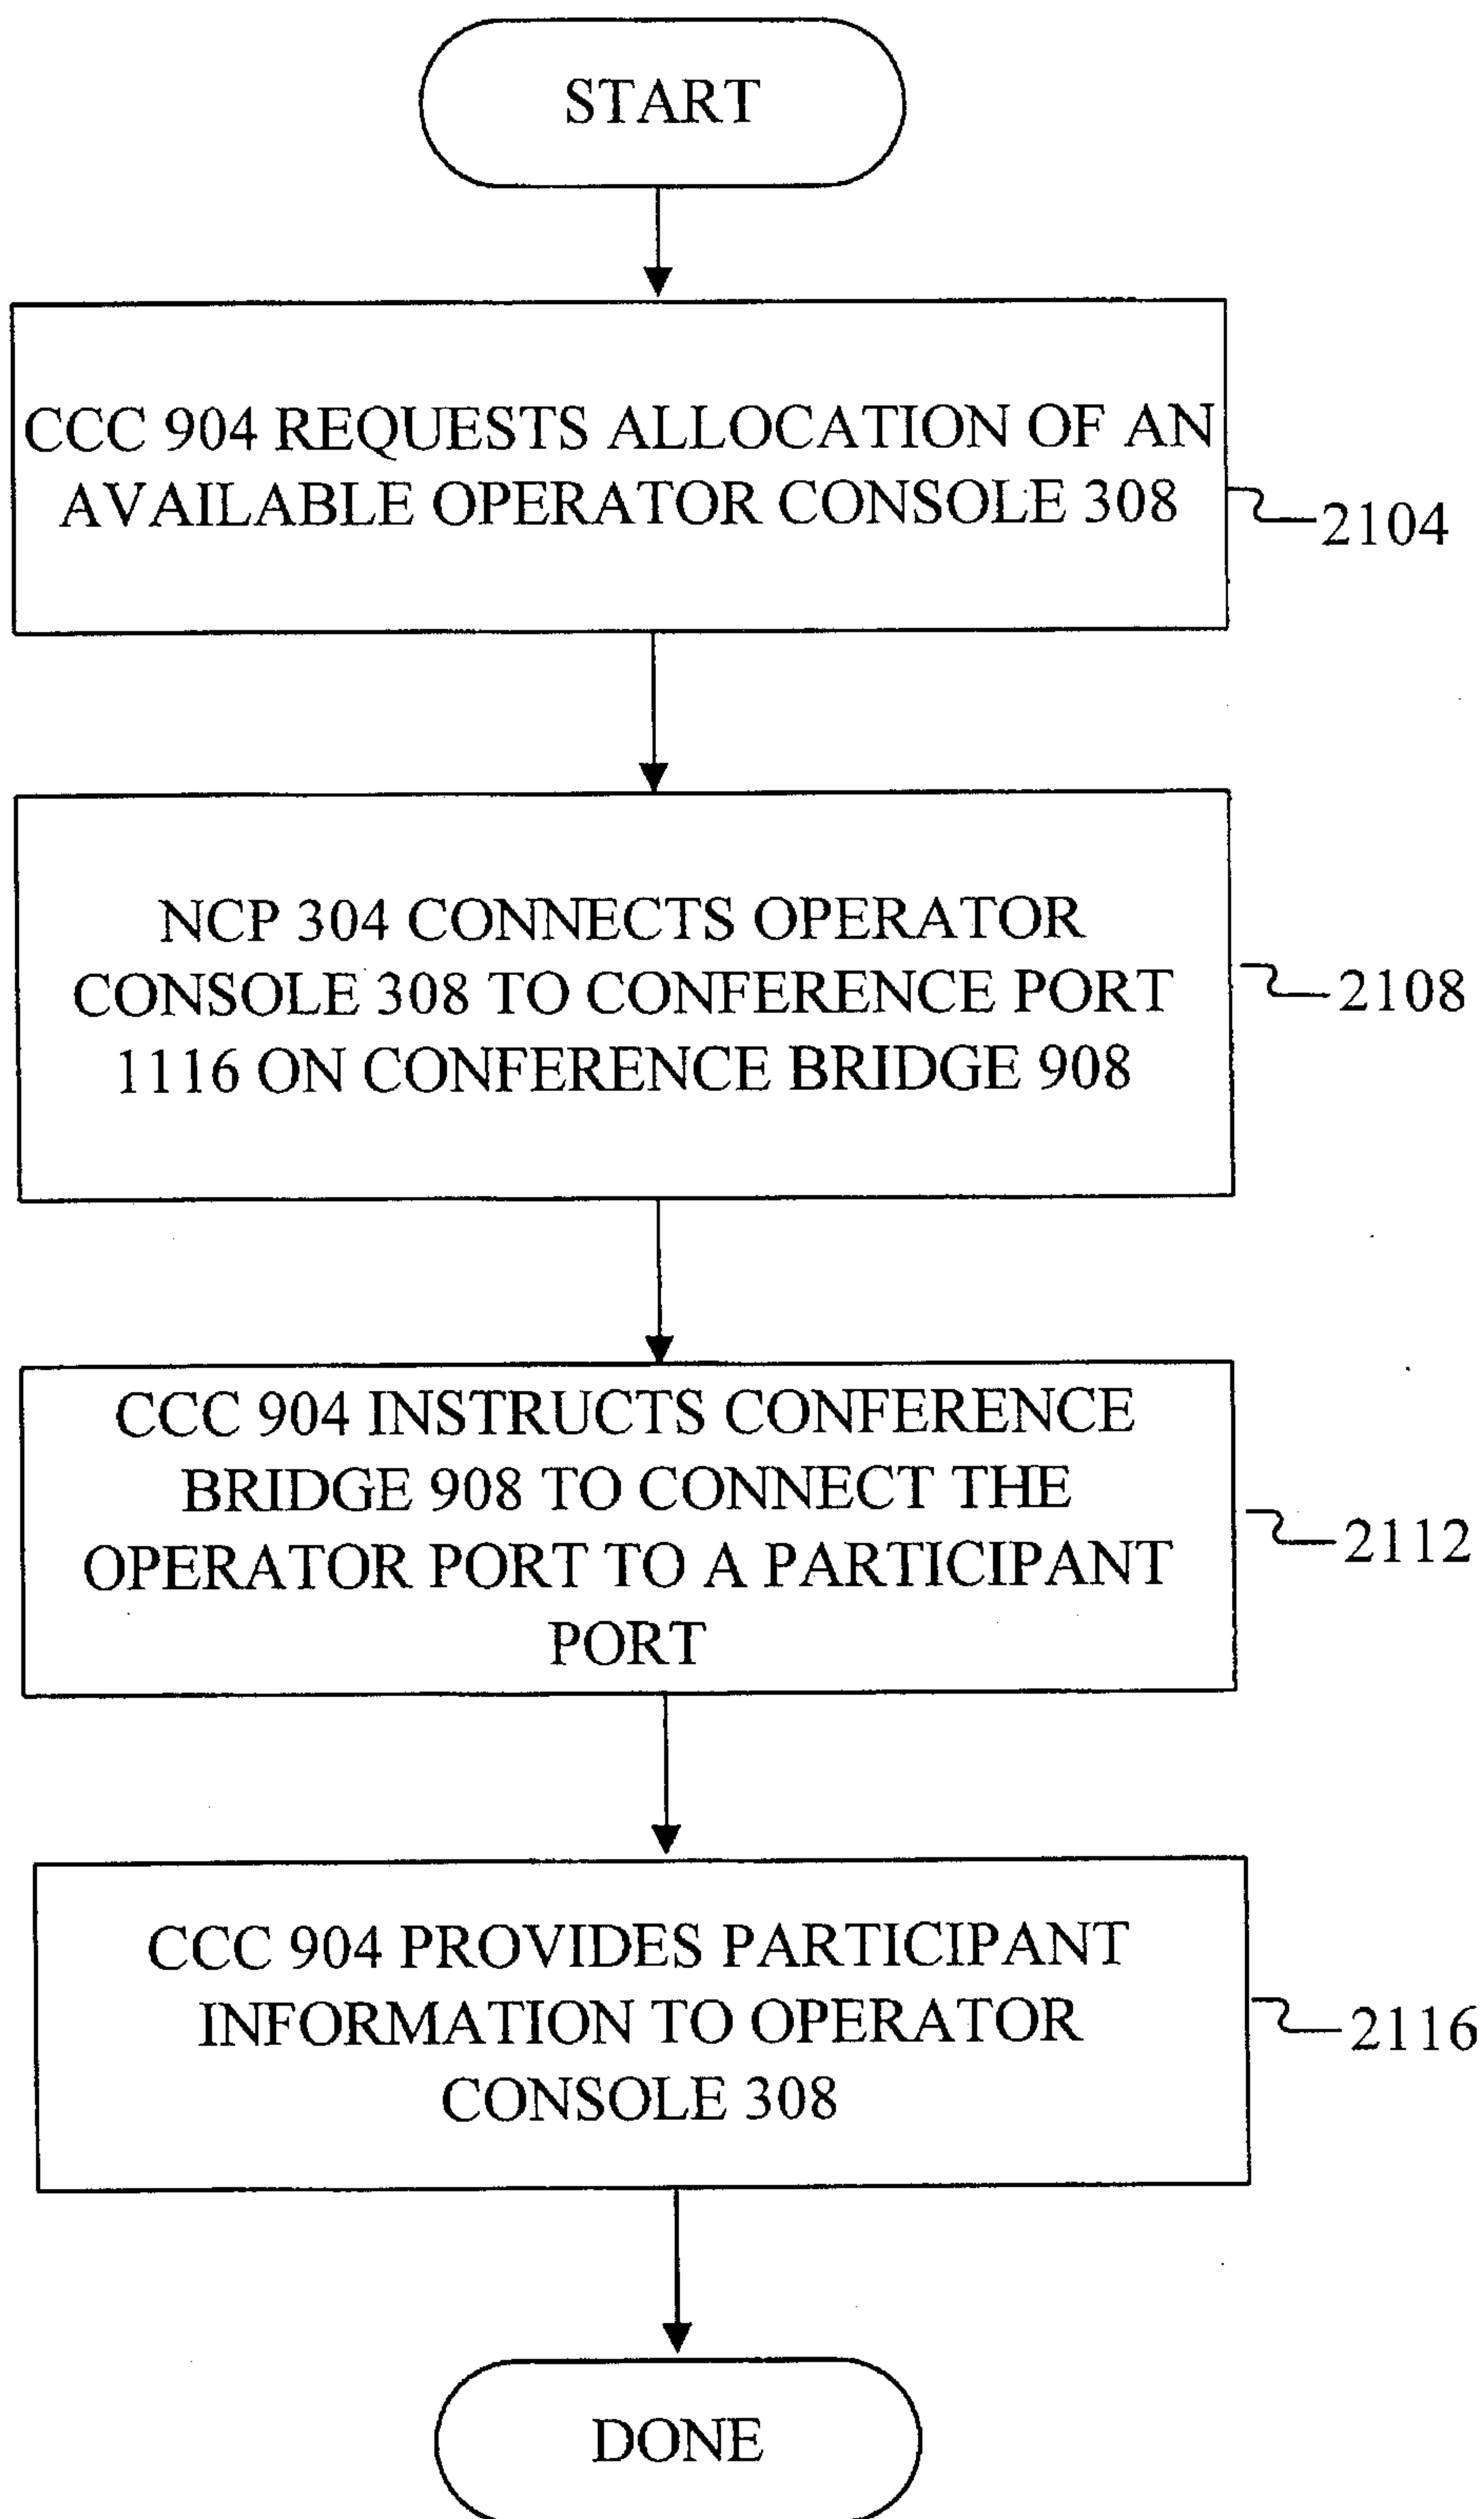 START
CCC 904 REQUESTS ALLOCATION OF AN
AVAILABLE OPERATOR CONSOLE 308
2104
NCP 304 CONNECTS OPERATOR
CONSOLE 308 TO CONFERENCE PORT
1116 ON CONFERENCE BRIDGE 908
2108
CCC 904 INSTRUCTS CONFERENCE
BRIDGE 908 TO CONNECT THE
OPERATOR PORT TO A PARTICIPANT
PORT
2112
CCC 904 PROVIDES PARTICIPANT
INFORMATION TO OPERATOR
CONSOLE 308
2116
DONE